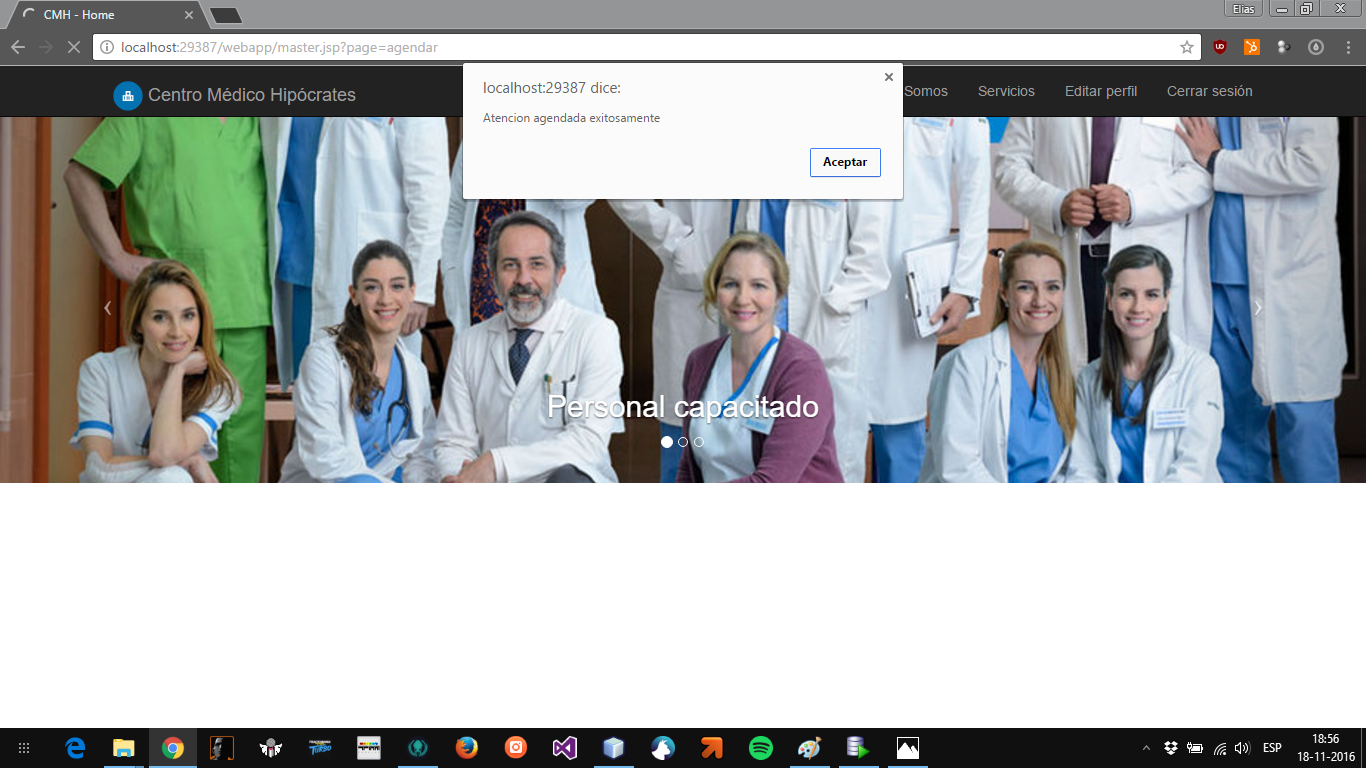 CMH - Home
Elias
localhost:29387/webapp/master.jsp?page=agendar
Centro Médico Hipócrates
Somos
Servicios
Editar perfil
Cerrar sesión
localhost:29387 dice:
Atencion agendada exitosamente
Aceptar
Personal capacitado
ESP
18:56
18-11-2016